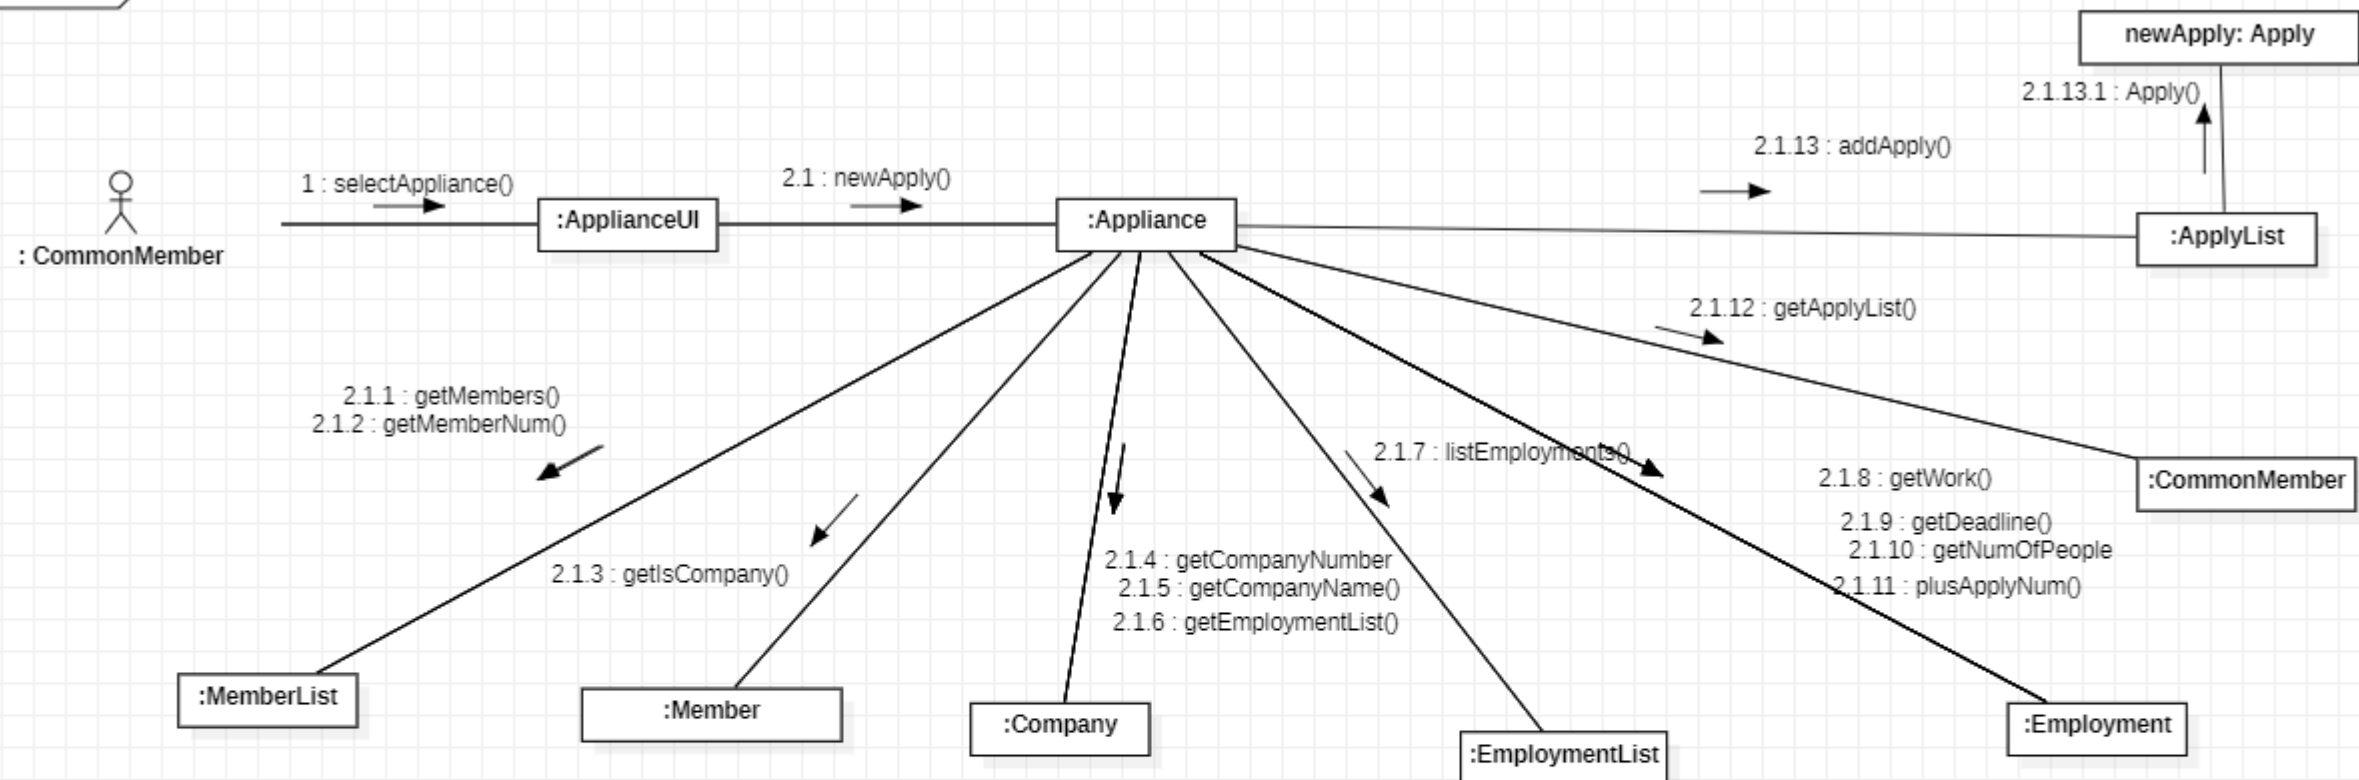 newApply: Apply
2.1.13.1 : Apply()
2.1.13 : addApply()
1 : selectAppliance()
2.1 : newApply()
:ApplianceUI
:Appliance
:ApplyList
: CommonMember
2.1.12 : getApplyList()
2.1.1 : getMembers()
2.1.2 : getMemberNum()
2.1.7 : listEmployments()
2.1.8 : getWork()
:CommonMember
2.1.9 : getDeadline()
2.1.10 : getNumOfPeople
2.1.11 : plusApplyNum()
2.1.3 : getIsCompany()
2.1.4 : getCompanyNumber
2.1.5 : getCompanyName()
2.1.6 : getEmploymentList()
:MemberList
:Member
:Company
:EmploymentList
:Employment